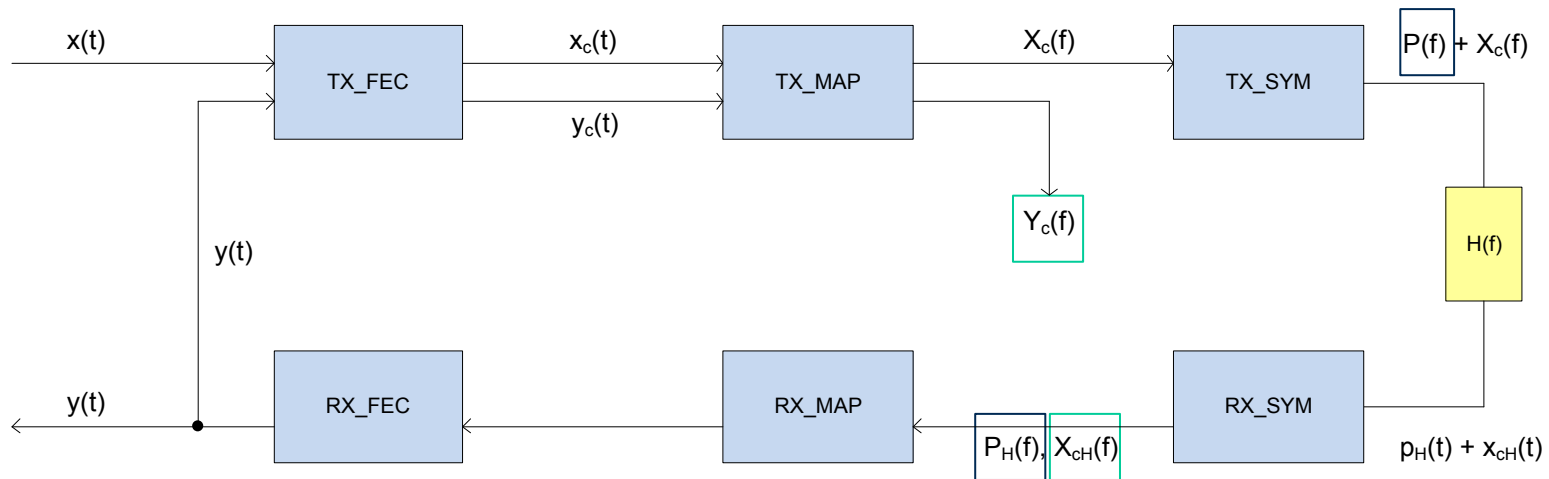 x(t)
TX_FEC
xc(t)
yc(t)
TX_MAP
Xc(f)
TX_SYM
P(f) + Xc(f)
Yc(f)
y(t)
H(f)
y(t)
RX_FEC
RX_MAP
PH(f), XcH(f)
RX_SYM
pH(t) + xcH(t)